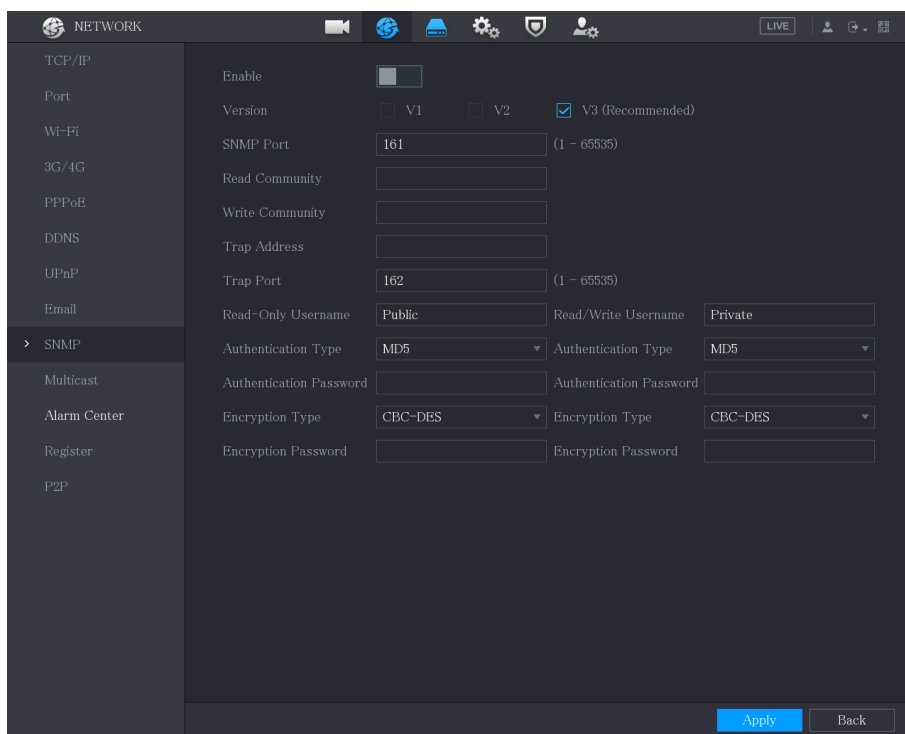 NETWORK
LIVE
TCP/IP
Port
Wi-Fi
3G/4G
PPPoE
DDNS
UPnP
Email
SNMP
Multicast
Alarm Center
Register
P2P
Enable
Version V1 V2 V3 (Recommended)
SNMP Port 161 (1 - 65535)
Read Community
Write Community
Trap Address
Trap Port 162 (1 - 65535)
Read-Only Username Public Read/Write Username Private
Authentication Type MD5 Authentication Type MD5
Authentication Password Authentication Password
Encryption Type CBC-DES Encryption Type CBC-DES
Encryption Password Encryption Password
Apply Back